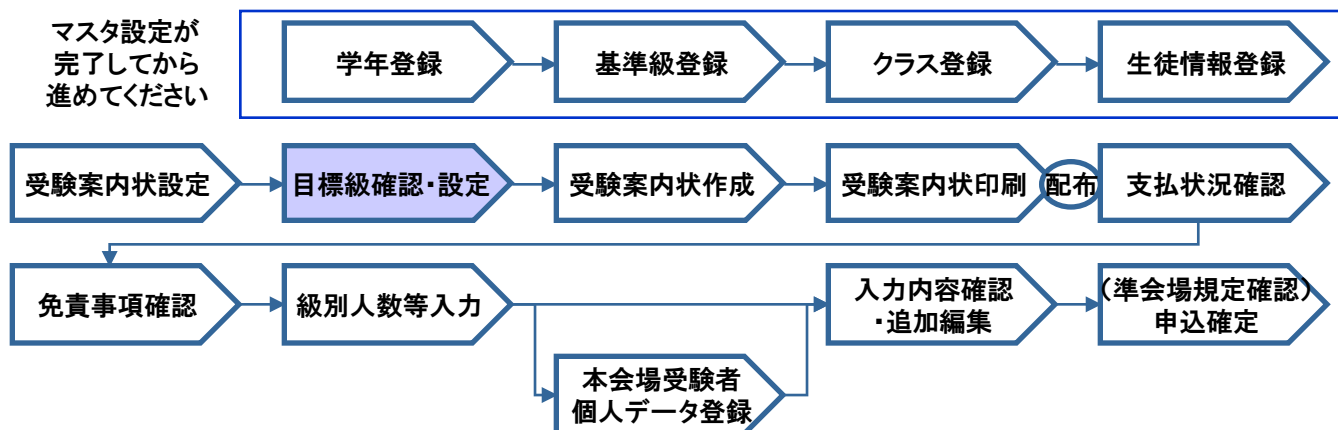 マスタ設定が
完了してから
進めてください
学年登録
基準級登録
クラス登録
生徒情報登録
受験案内状設定
目標級確認・設定
受験案内状作成
受験案内状印刷
配布
支払状況確認
免責事項確認
級別人数等入力
入力内容確認
・追加編集
（準会場規定確認）
申込確定
本会場受験者
個人データ登録